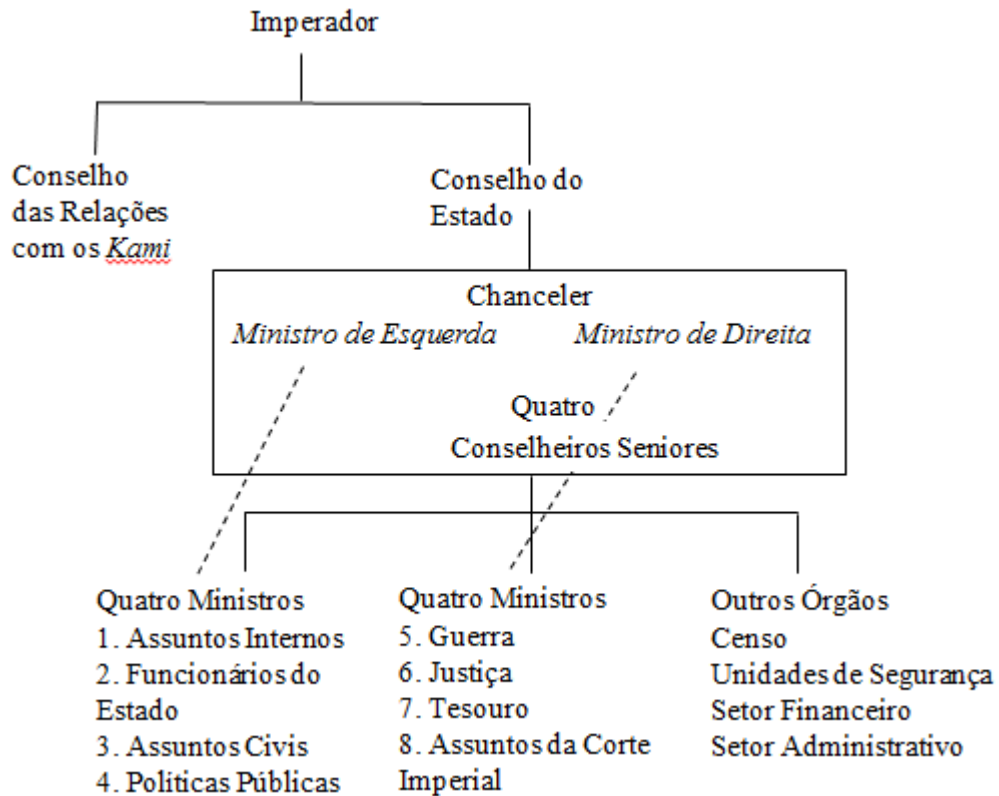 Imperador
Conselho
das Relações
com os Kami
Conselho do
Estado
Chanceler
Ministro de Esquerda
Ministro de Direita
Quatro
Conselheiros Seniores
Quatro Ministros
1. Assuntos Internos
2. Funcionários do
Estado
3. Assuntos Civis
4. Políticas Públicas
Quatro Ministros
5. Guerra
6. Justiça
7. Tesouro
8. Assuntos da Corte
Imperial
Outros Órgãos
Censo
Unidades de Segurança
Setor Financeiro
Setor Administrativo